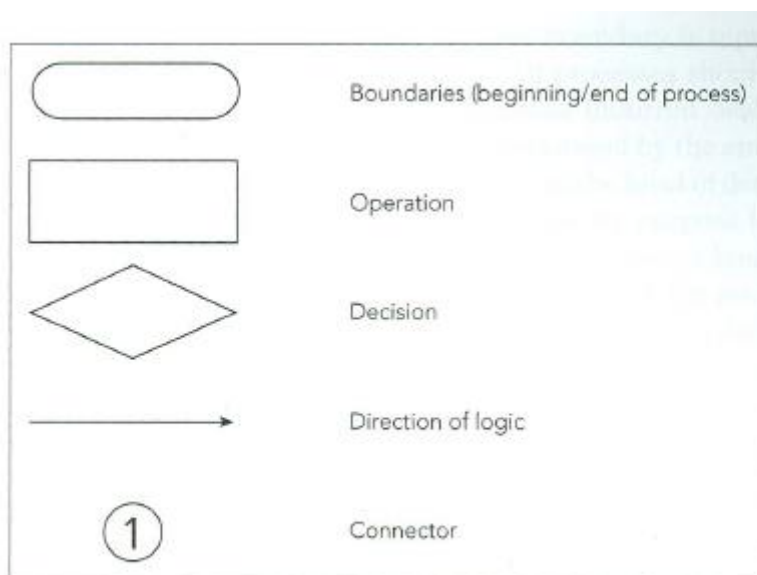 Boundaries (beginning/end of process)
Operation
Decision
Direction of logic
1
Connector